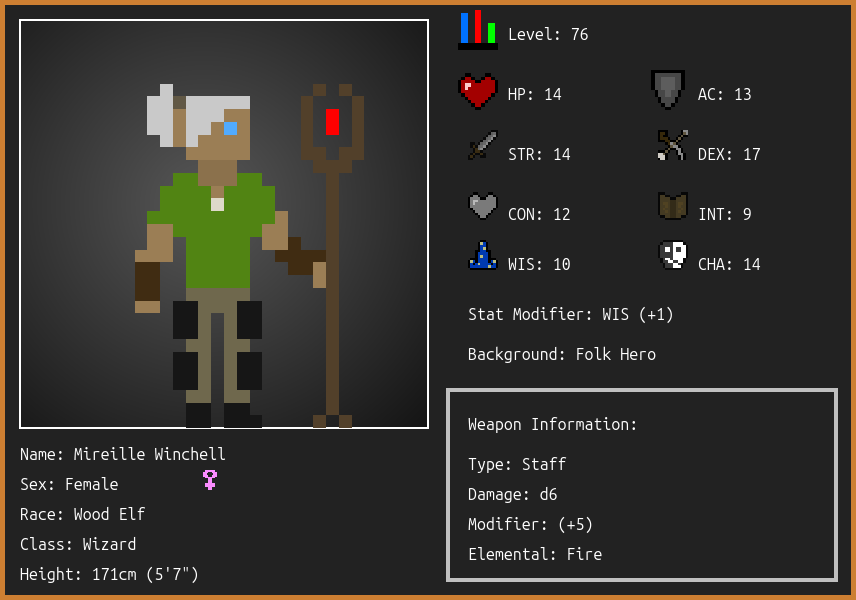 Level: 76
HP: 14
AC: 13
STR: 14
DEX: 17
CON: 12
INT: 9
WIS: 10
CHA: 14
Stat Modifier: WIS (+1)
Background: Folk Hero
Weapon Information:
Type: Staff
Damage: d6
Modifier: (+5)
Elemental: Fire
Name: Mireille Winchell
Sex: Female
Race: Wood Elf
Class: Wizard
Height: 171cm (5'7")